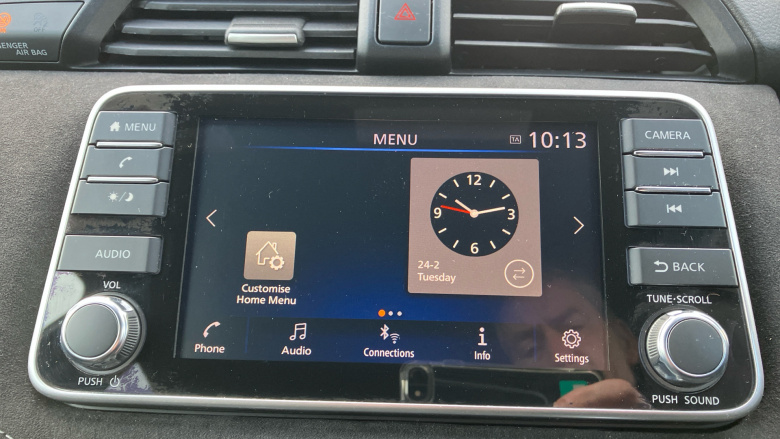 SENGER
AIR BAG
MENU
MENU
TA 10:13
CAMERA
12
9
3
6
24-2
Tuesday
AUDIO
BACK
Customise
Home Menu
VOL
TUNE·SCROLL
Phone
Audio
Connections
Info
Settings
PUSH
PUSH SOUND